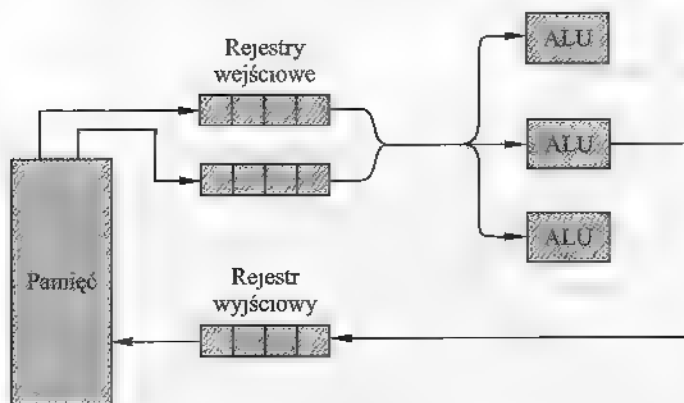 Rejestry
wejściowe
ALU
ALU
ALU
Pamięć
Rejestr
wyjściowy